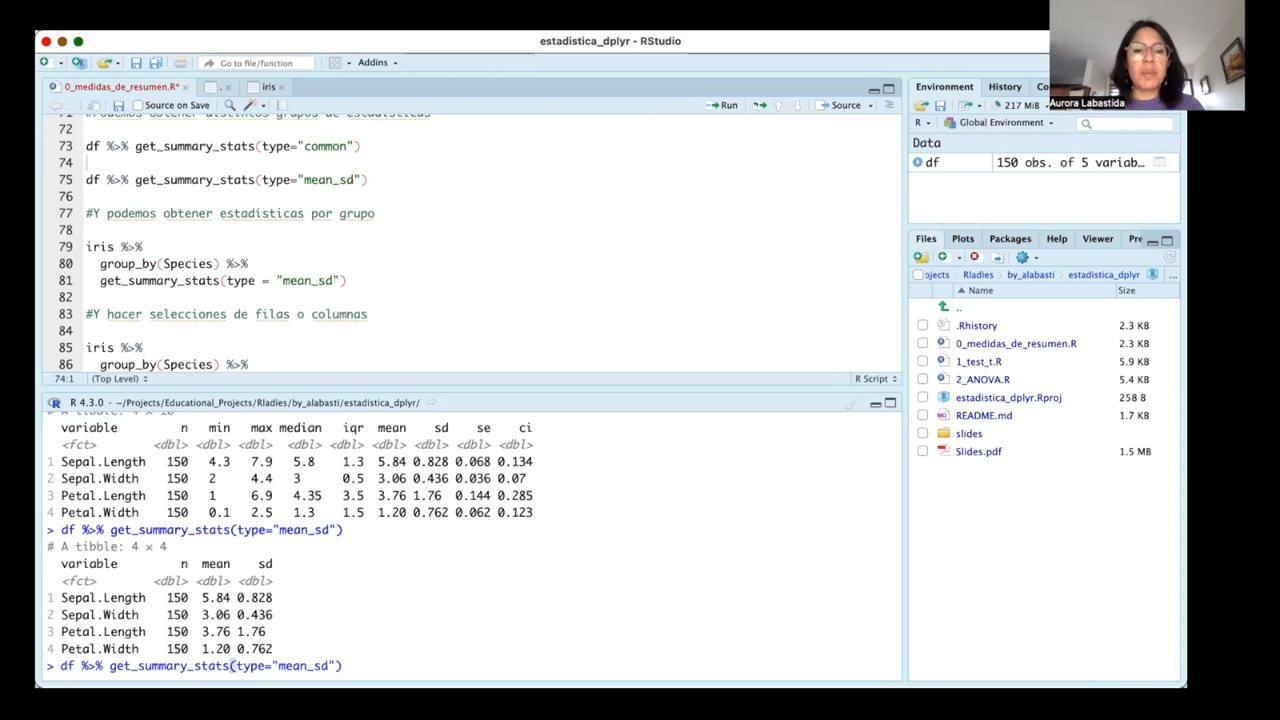 estadistica_dplyr - RStudio
Go to file/function
Addins
0_medidas_de_resumen.R*
.
iris
Source on Save
Run
Source
#Podemos obtener distintos grupos de estadísticas
72
73 df %>% get_summary_stats(type="common")
74
75 df %>% get_summary_stats(type="mean_sd")
76
77 #Y podemos obtener estadísticas por grupo
78
79 iris %>%
80 group_by(Species) %>%
81 get_summary_stats(type = "mean_sd")
82
83 #Y hacer selecciones de filas o columnas
84
85 iris %>%
86 group_by(Species) %>%
74:1 (Top Level) R Script
R 4.3.0 · ~/Projects/Educational_Projects/Rladies/by_alabasti/estadistica_dplyr/
# A tibble: 4 × 10
variable n min max median iqr mean sd se ci
<fct> <dbl> <dbl> <dbl> <dbl> <dbl> <dbl> <dbl> <dbl> <dbl>
1 Sepal.Length 150 4.3 7.9 5.8 1.3 5.84 0.828 0.068 0.134
2 Sepal.Width 150 2 4.4 3 0.5 3.06 0.436 0.036 0.07
3 Petal.Length 150 1 6.9 4.35 3.5 3.76 1.76 0.144 0.285
4 Petal.Width 150 0.1 2.5 1.3 1.5 1.20 0.762 0.062 0.123
> df %>% get_summary_stats(type="mean_sd")
# A tibble: 4 × 4
variable n mean sd
<fct> <dbl> <dbl> <dbl>
1 Sepal.Length 150 5.84 0.828
2 Sepal.Width 150 3.06 0.436
3 Petal.Length 150 3.76 1.76
4 Petal.Width 150 1.20 0.762
> df %>% get_summary_stats(type="mean_sd")
Aurora Labastida
Environment History Co
217 MiB
R Global Environment
Data
df 150 obs. of 5 variab…
Files Plots Packages Help Viewer Pre
ojects Rladies by_alabasti estadistica_dplyr ...
Name Size
..
.Rhistory 2.3 KB
0_medidas_de_resumen.R 2.3 KB
1_test_t.R 5.9 KB
2_ANOVA.R 5.4 KB
estadistica_dplyr.Rproj 258 B
README.md 1.7 KB
slides
Slides.pdf 1.5 MB